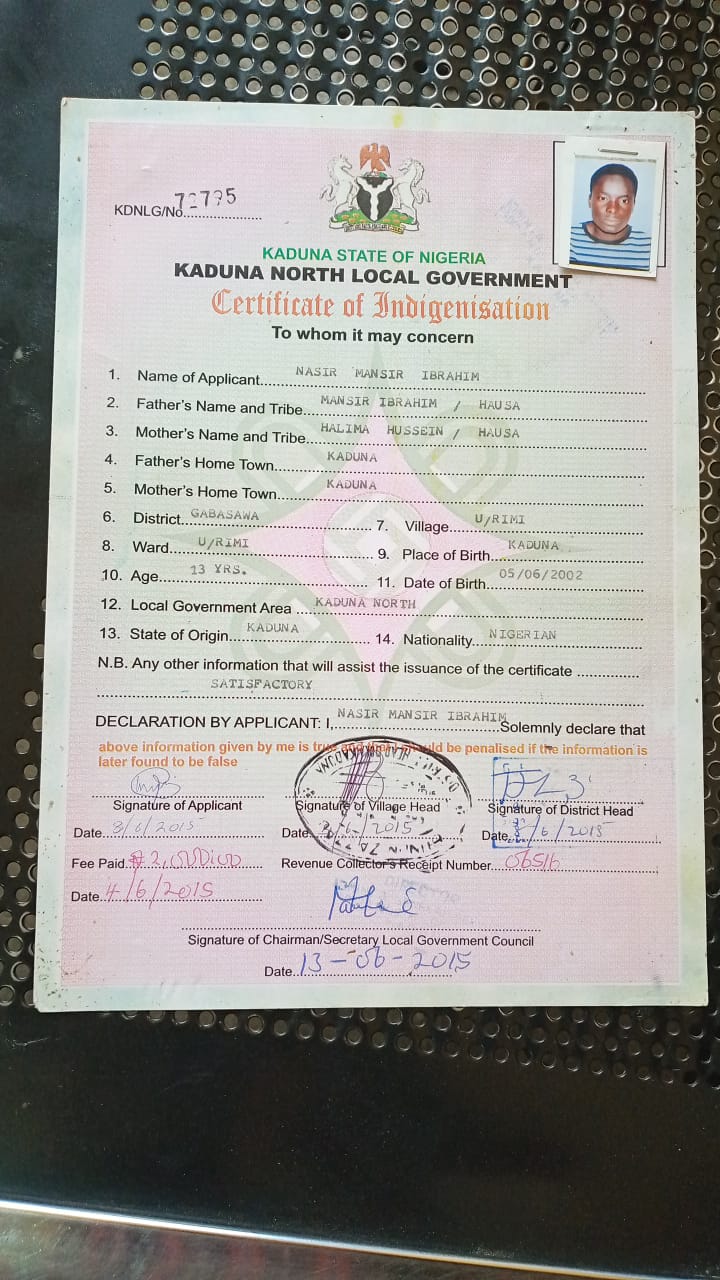 KDNLG/No. 72795
KADUNA STATE OF NIGERIA
KADUNA NORTH LOCAL GOVERNMENT
Certificate of Indigenisation
To whom it may concern
1. Name of Applicant NASIR MANSIR IBRAHIM
2. Father's Name and Tribe MANSIR IBRAHIM / HAUSA
3. Mother's Name and Tribe HALIMA HUSSEIN / HAUSA
4. Father's Home Town KADUNA
5. Mother's Home Town KADUNA
6. District GABASAWA 7. Village U/RIMI
8. Ward U/RIMI 9. Place of Birth KADUNA
10. Age 13 YRS. 11. Date of Birth 05/06/2002
12. Local Government Area KADUNA NORTH
13. State of Origin KADUNA 14. Nationality NIGERIAN
N.B. Any other information that will assist the issuance of the certificate
SATISFACTORY
DECLARATION BY APPLICANT: I, NASIR MANSIR IBRAHIM Solemnly declare that
above information given by me is true and that I should be penalised if the information is
later found to be false
Signature of Applicant Signature of Village Head Signature of District Head
Date 3/6/2015 Date /6/2015 Date /6/2015
Fee Paid Revenue Collector's Receipt Number 06516
Date 4/6/2015
Signature of Chairman/Secretary Local Government Council
Date 13-06-2015